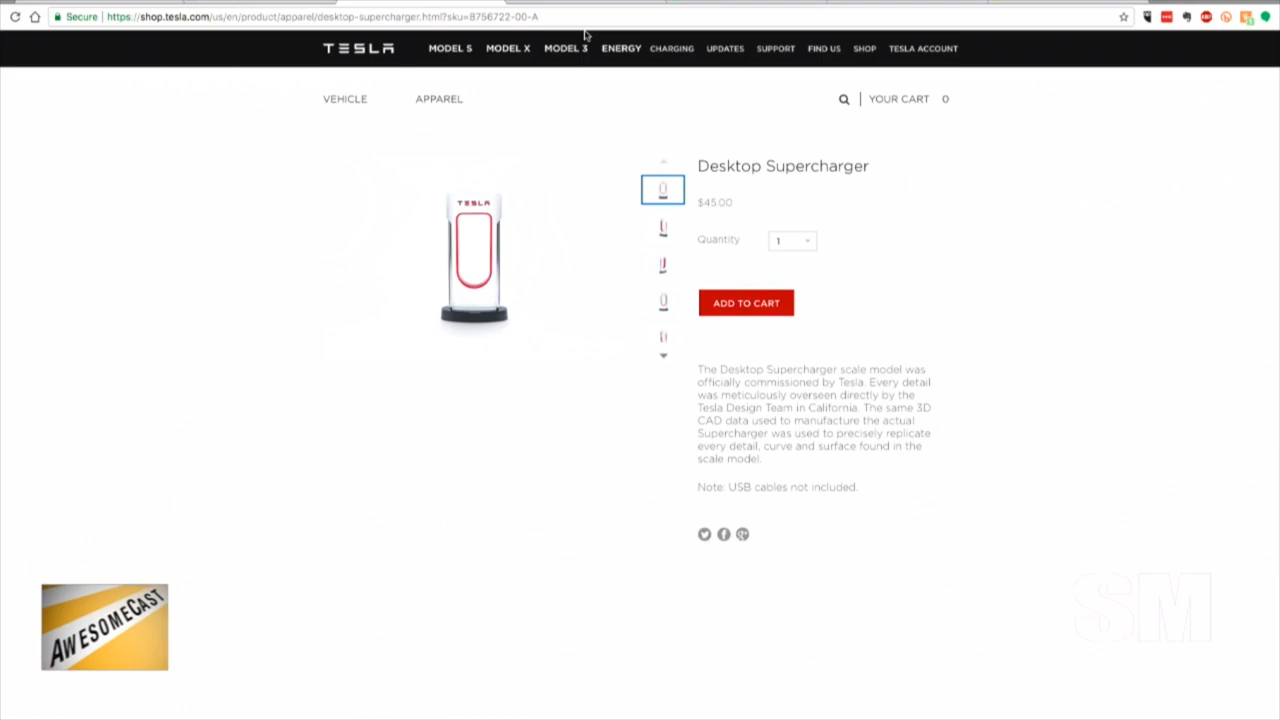 Secure https://shop.tesla.com/us/en/product/apparel/desktop-supercharger.html?sku=8756722-00-A
TESLA MODEL S MODEL X MODEL 3 ENERGY CHARGING UPDATES SUPPORT FIND US SHOP TESLA ACCOUNT
VEHICLE APPAREL YOUR CART 0
Desktop Supercharger
TESLA
$45.00
Quantity 1
ADD TO CART
The Desktop Supercharger scale model was
officially commissioned by Tesla. Every detail
was meticulously overseen directly by the
Tesla Design Team in California. The same 3D
CAD data used to manufacture the actual
Supercharger was used to precisely replicate
every detail, curve and surface found in the
scale model.
Note: USB cables not included.
AWESOMECAST
SM